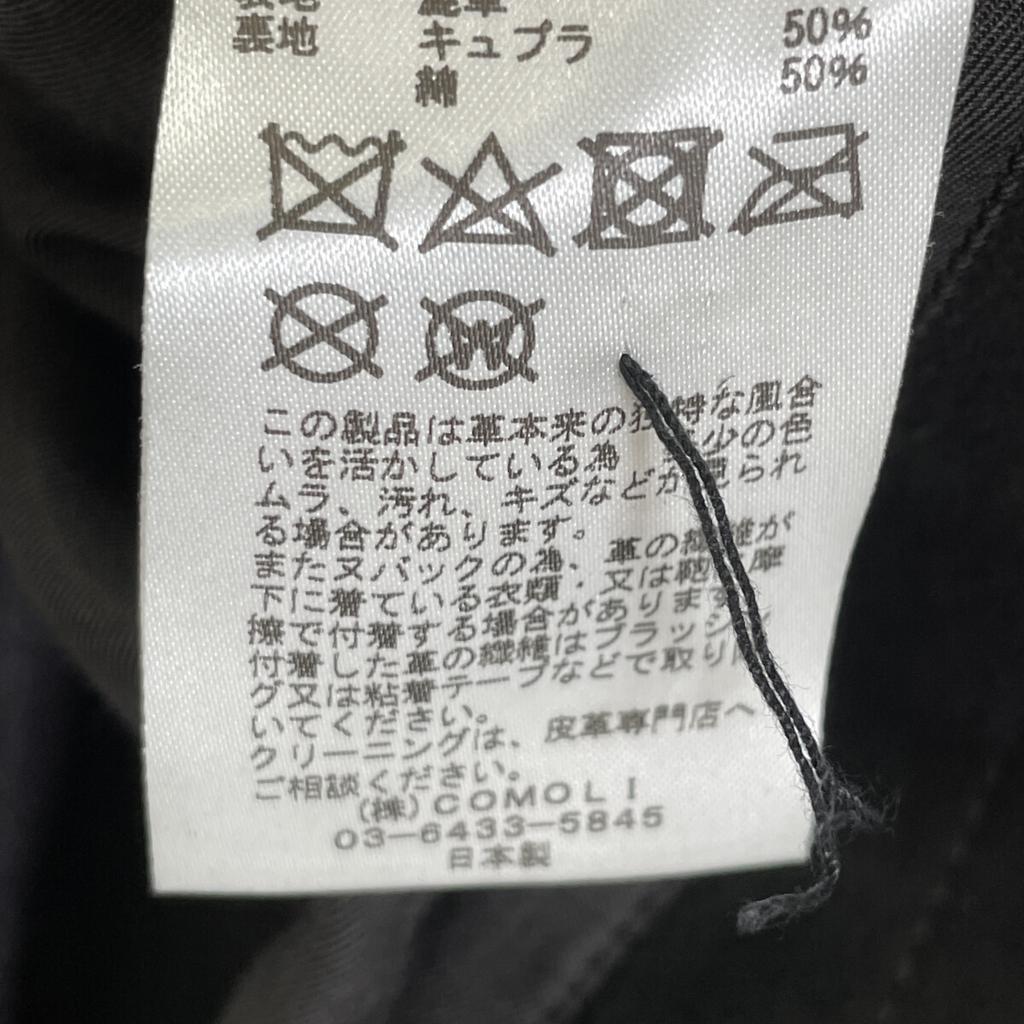 裏地 キュプラ 50%
綿 50%
この製品は革本来の独特な風合
いを活かしている為 少の色
ムラ、汚れ、キズなどが見られ
る場合があります。
また ヌバックの為、革の繊維が
下に着ている衣類、又は鞄 摩
擦で付着する場合があります
付着した革の繊維はブラッシ
グ又は粘着テープなどで取り
いてください。
クリーニングは、皮革専門店へ
ご相談ください。
(株)COMOLI
03-6433-5845
日本製